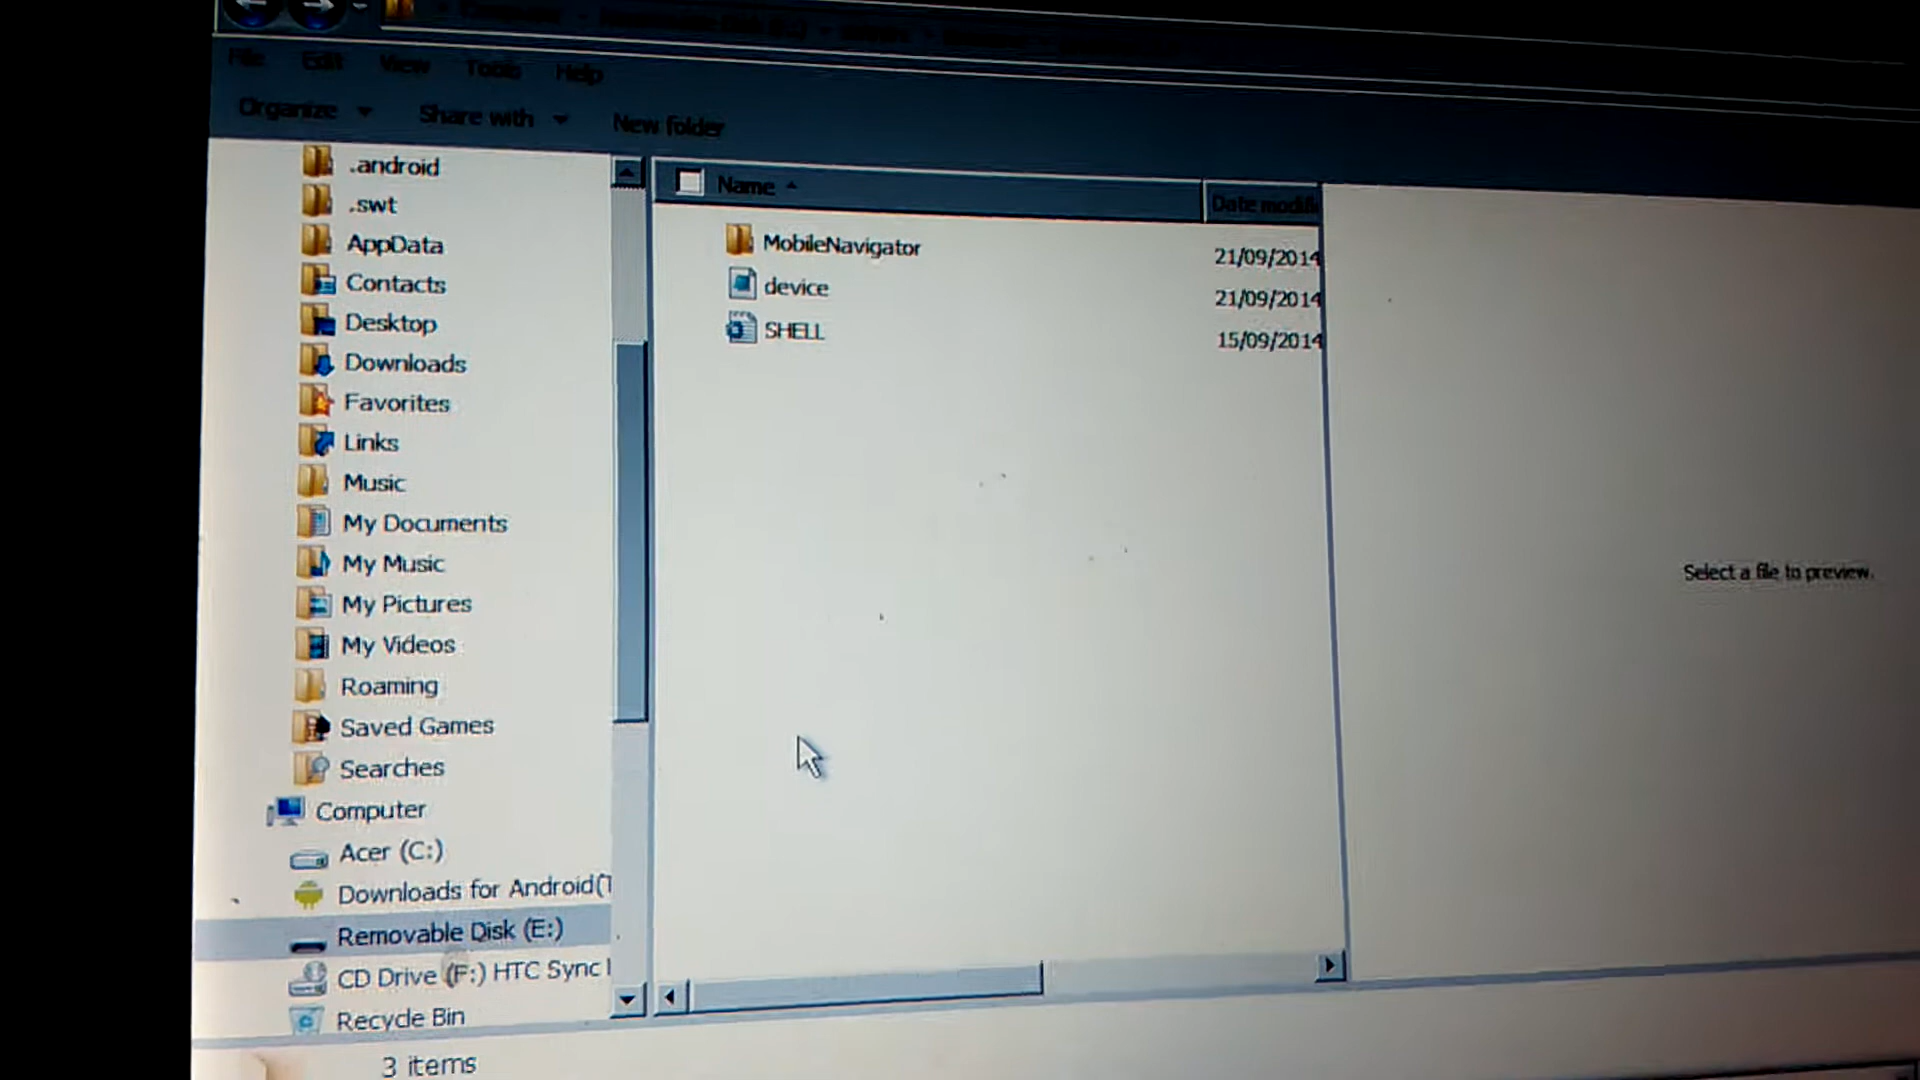 File Edit View Tools Help
Organize Share with New folder
.android
.swt
AppData
Contacts
Desktop
Downloads
Favorites
Links
Music
My Documents
My Music
My Pictures
My Videos
Roaming
Saved Games
Searches
Computer
Acer (C:)
Downloads for Android(
Removable Disk (E:)
CD Drive (F:) HTC Sync
Recycle Bin
Name Date modifi
MobileNavigator 21/09/2014
device 21/09/2014
SHELL 15/09/2014
Select a file to preview.
3 items